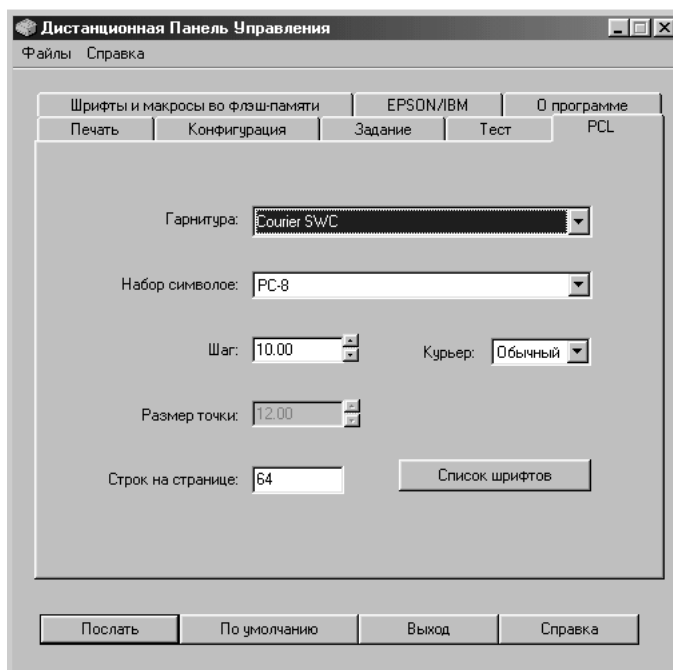 Дистанционная Панель Управления
Файлы Справка
Шрифты и макросы во флэш-памяти EPSON/IBM О программе
Печать Конфигурация Задание Тест PCL
Гарнитура: Courier SWC
Набор символое: PC-8
Шаг: 10.00 Курьер: Обычный
Размер точки: 12.00
Строк на странице: 64 Список шрифтов
Послать По умолчанию Выход Справка